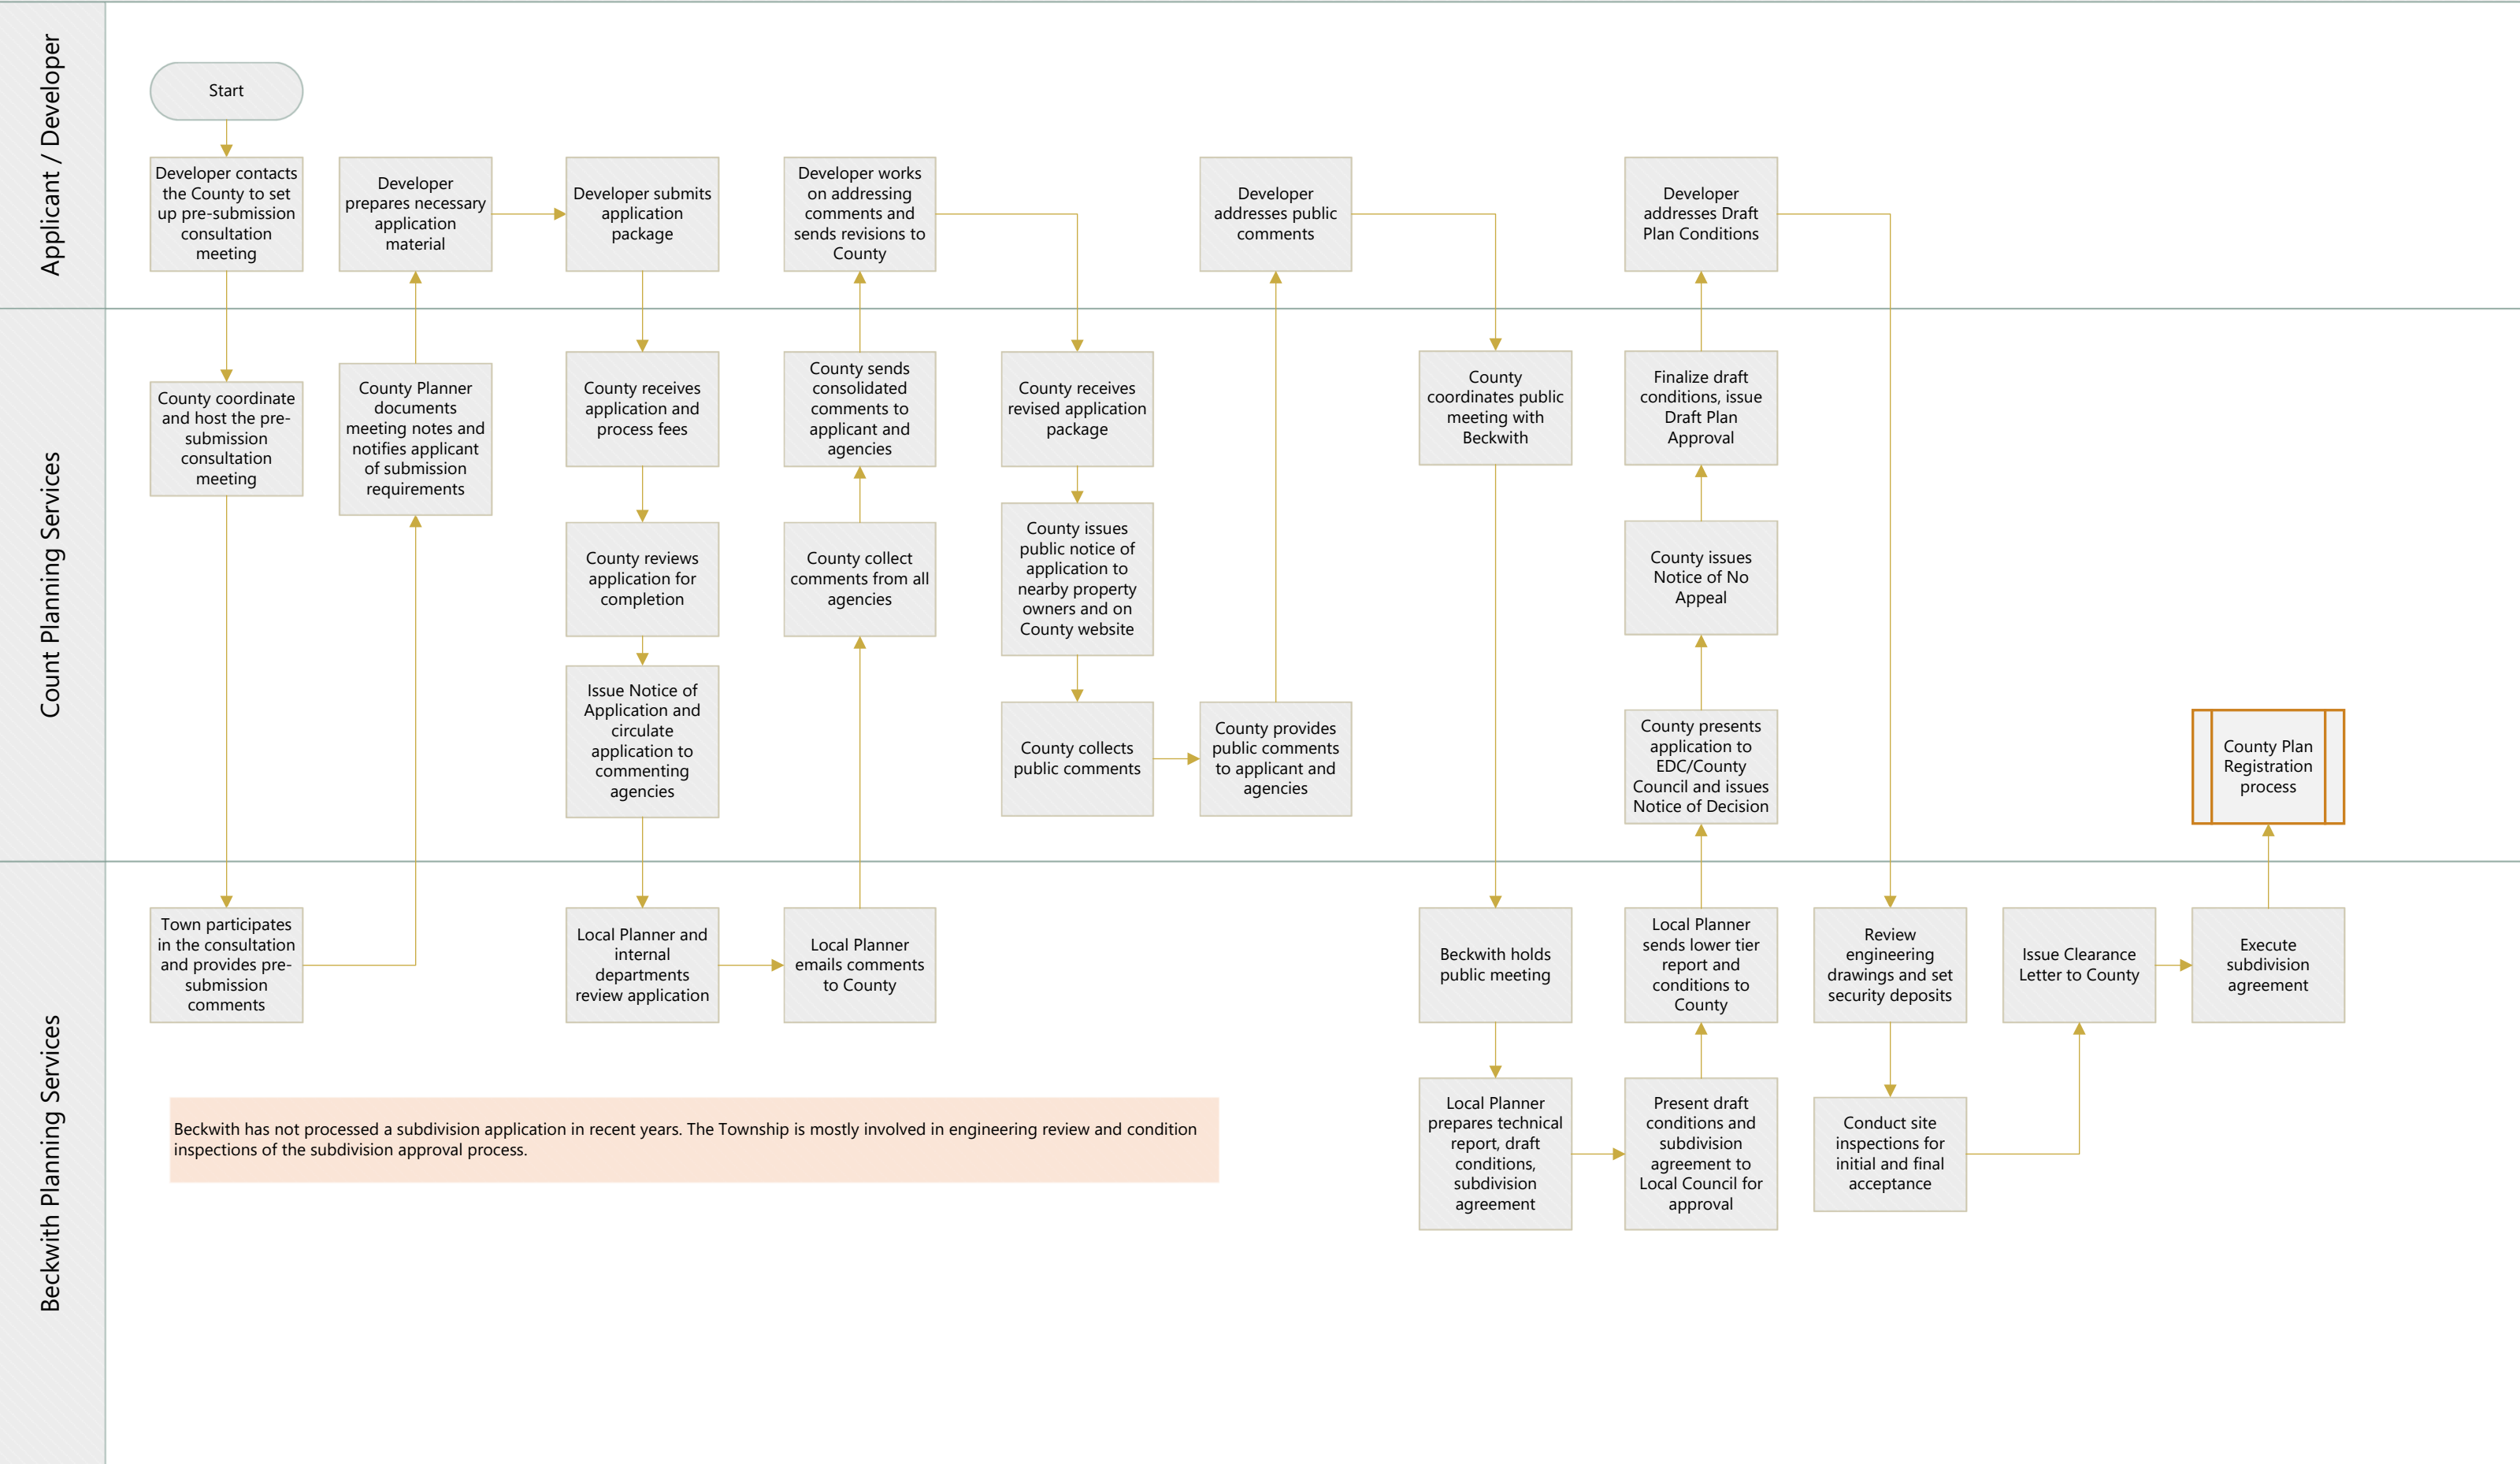 Applicant / Developer
Start
Developer contacts
the County to set
up pre-submission
consultation
meeting
Developer
prepares necessary
application
material
Developer submits
application
package
Developer works
on addressing
comments and
sends revisions to
County
Developer
addresses public
comments
Developer
addresses Draft
Plan Conditions
Count Planning Services
County coordinate
and host the pre-
submission
consultation
meeting
County Planner
documents
meeting notes and
notifies applicant
of submission
requirements
County receives
application and
process fees
County reviews
application for
completion
Issue Notice of
Application and
circulate
application to
commenting
agencies
County sends
consolidated
comments to
applicant and
agencies
County collect
comments from all
agencies
County receives
revised application
package
County issues
public notice of
application to
nearby property
owners and on
County website
County collects
public comments
County provides
public comments
to applicant and
agencies
County
coordinates public
meeting with
Beckwith
Finalize draft
conditions, issue
Draft Plan
Approval
County issues
Notice of No
Appeal
County presents
application to
EDC/County
Council and issues
Notice of Decision
County Plan
Registration
process
Beckwith Planning Services
Town participates
in the consultation
and provides pre-
submission
comments
Local Planner and
internal
departments
review application
Local Planner
emails comments
to County
Beckwith holds
public meeting
Local Planner
sends lower tier
report and
conditions to
County
Review
engineering
drawings and set
security deposits
Issue Clearance
Letter to County
Execute
subdivision
agreement
Beckwith has not processed a subdivision application in recent years. The Township is mostly involved in engineering review and condition
inspections of the subdivision approval process.
Local Planner
prepares technical
report, draft
conditions,
subdivision
agreement
Present draft
conditions and
subdivision
agreement to
Local Council for
approval
Conduct site
inspections for
initial and final
acceptance